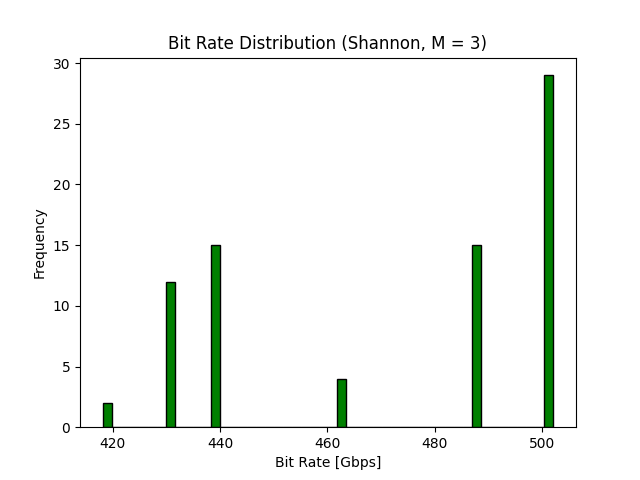 Bit Rate Distribution (Shannon, M = 3)
30
25
20
15
10
5
0
Frequency
420 440 460 480 500
Bit Rate [Gbps]